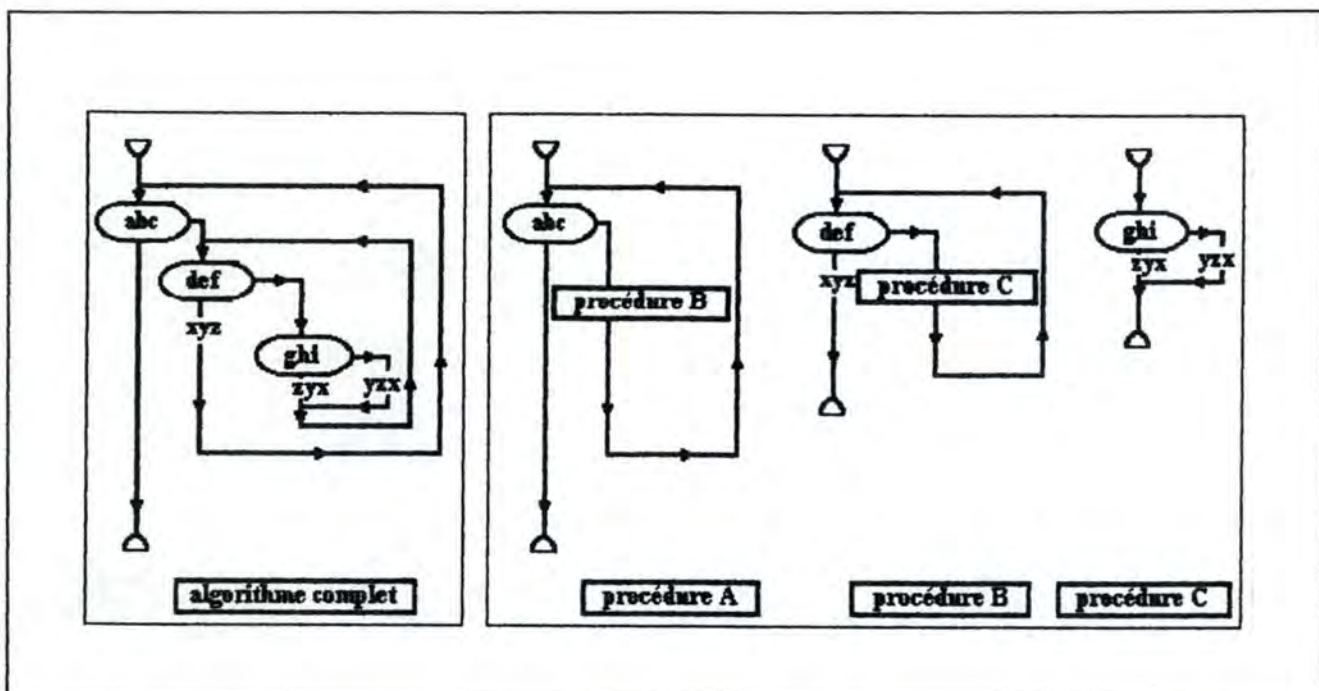 abc
def
xyz
ghi
zyx
yzx
algorithme complet
abc
procédure B
procédure A
def
xyz
procédure C
procédure B
ghi
zyx
yzx
procédure C